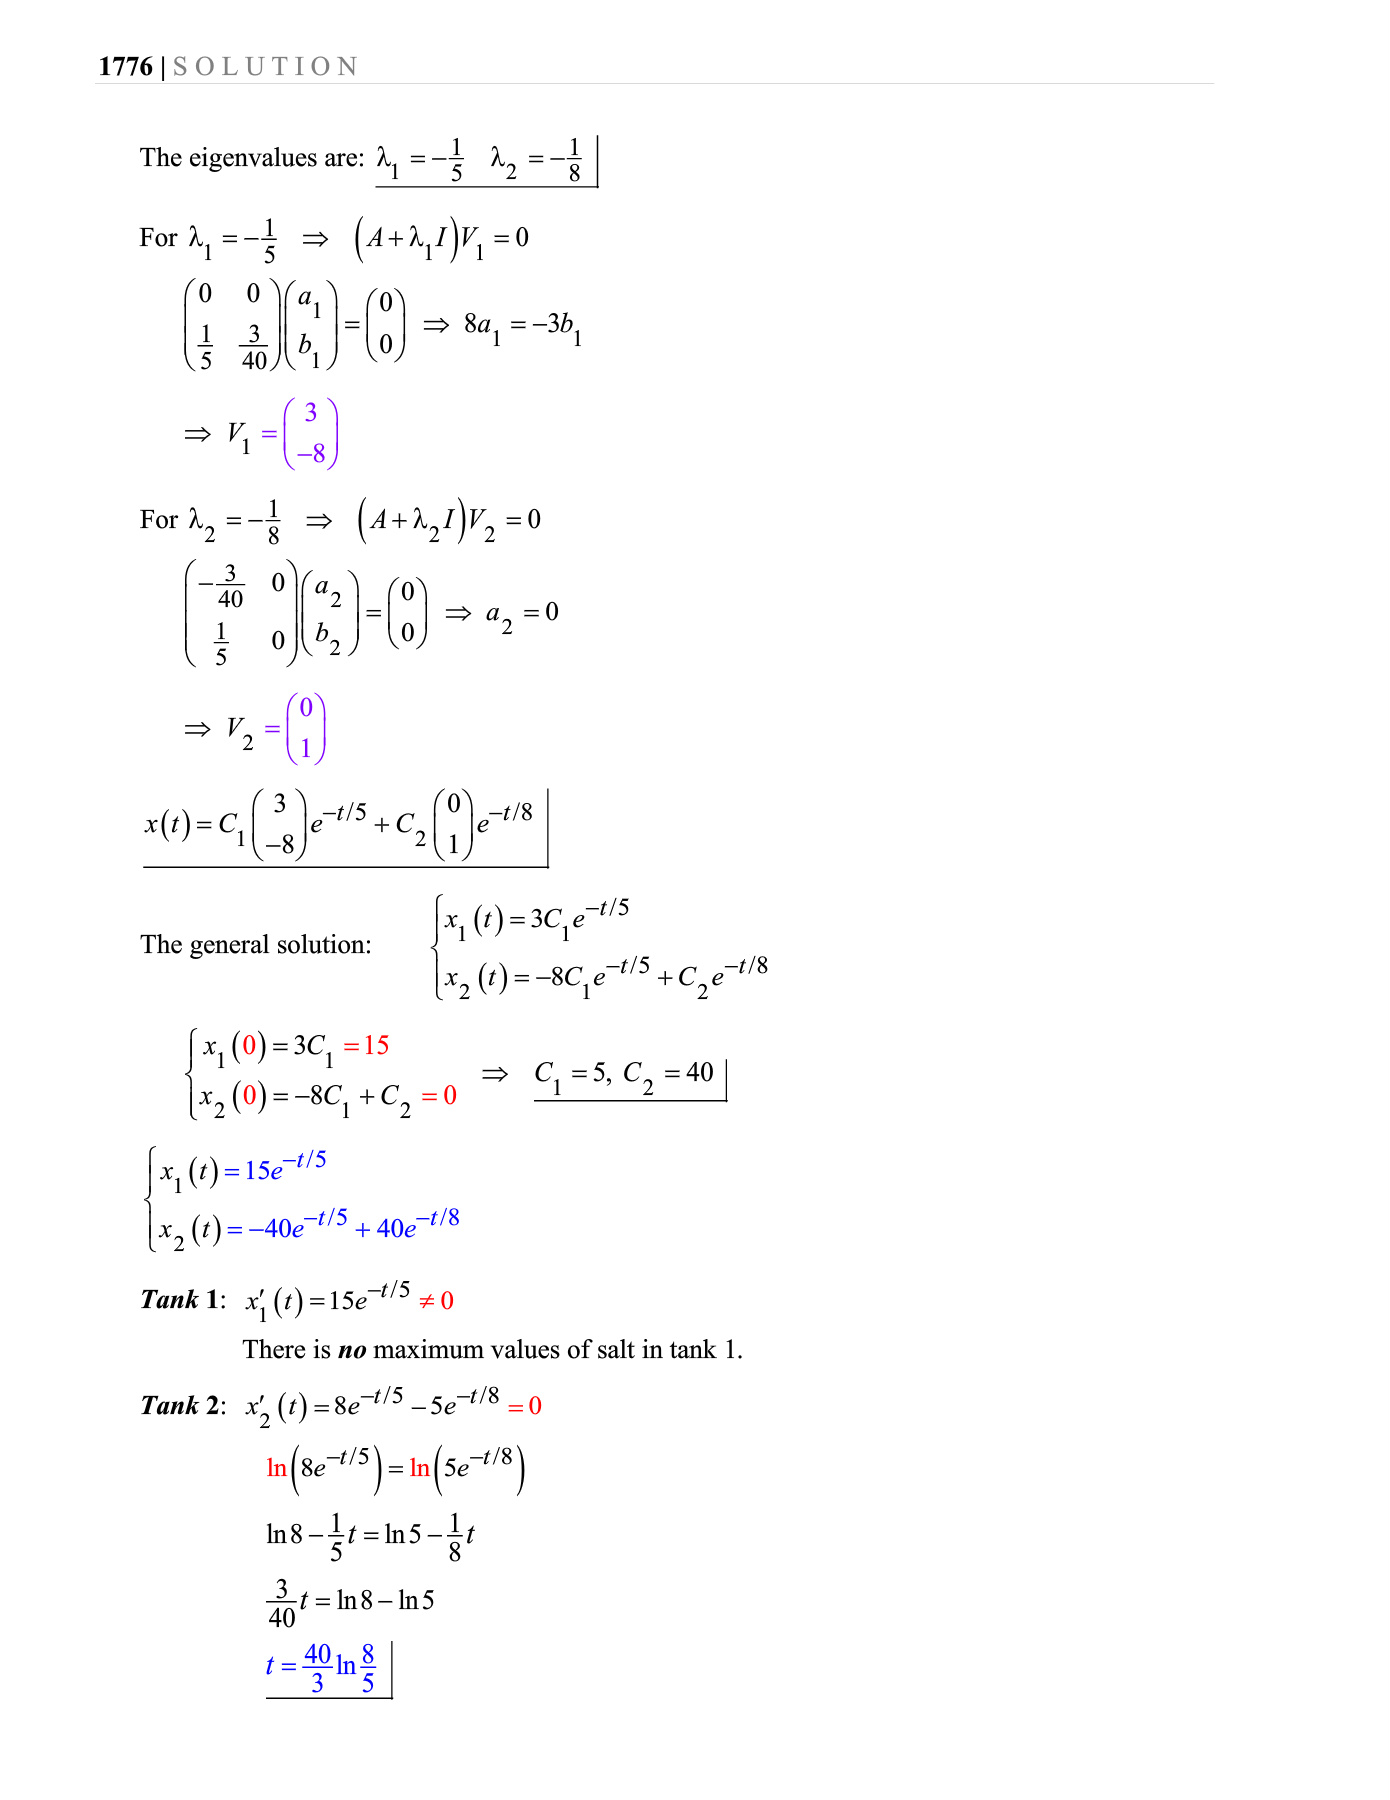 1776 | S O L U T I O N
The eigenvalues are: λ₁ = −1/5 λ₂ = −1/8
For λ₁ = −1/5 ⇒ (A + λ₁I)V₁ = 0
(0 0; 1/5 3/40)(a₁; b₁) = (0; 0) ⇒ 8a₁ = −3b₁
⇒ V₁ = (3; −8)
For λ₂ = −1/8 ⇒ (A + λ₂I)V₂ = 0
(−3/40 0; 1/5 0)(a₂; b₂) = (0; 0) ⇒ a₂ = 0
⇒ V₂ = (0; 1)
x(t) = C₁(3; −8)e^(−t/5) + C₂(0; 1)e^(−t/8)
The general solution: { x₁(t) = 3C₁e^(−t/5)
x₂(t) = −8C₁e^(−t/5) + C₂e^(−t/8)
{ x₁(0) = 3C₁ = 15
x₂(0) = −8C₁ + C₂ = 0 ⇒ C₁ = 5, C₂ = 40
{ x₁(t) = 15e^(−t/5)
x₂(t) = −40e^(−t/5) + 40e^(−t/8)
Tank 1: x₁′(t) = 15e^(−t/5) ≠ 0
There is no maximum values of salt in tank 1.
Tank 2: x₂′(t) = 8e^(−t/5) − 5e^(−t/8) = 0
ln(8e^(−t/5)) = ln(5e^(−t/8))
ln 8 − 1/5 t = ln 5 − 1/8 t
3/40 t = ln 8 − ln 5
t = 40/3 ln 8/5